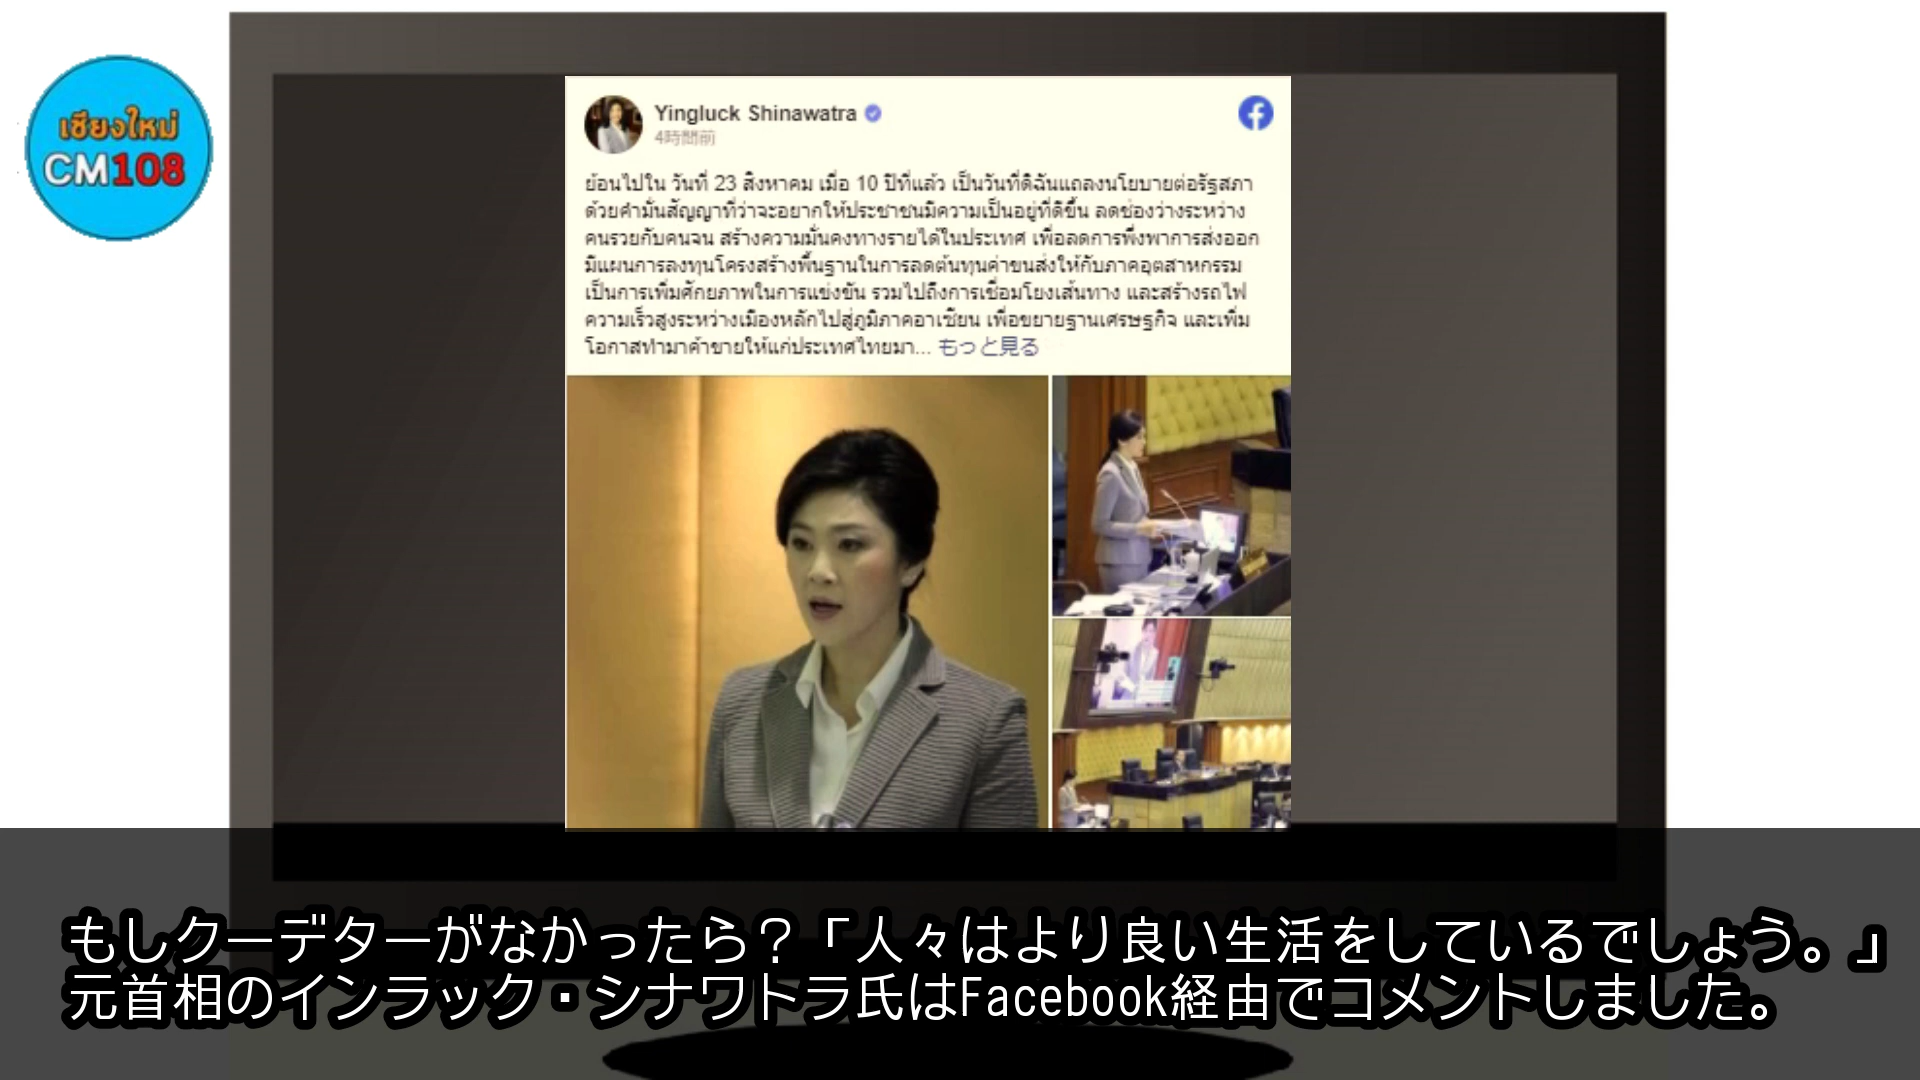 เชียงใหม่
CM108
Yingluck Shinawatra
4時間前
ย้อนไปใน วันที่ 23 สิงหาคม เมื่อ 10 ปีที่แล้ว เป็นวันที่ดิฉันแถลงนโยบายต่อรัฐสภา
ด้วยคำมั่นสัญญาที่ว่าจะอยากให้ประชาชนมีความเป็นอยู่ที่ดีขึ้น ลดช่องว่างระหว่าง
คนรวยกับคนจน สร้างความมั่นคงทางรายได้ในประเทศ เพื่อลดการพึ่งพาการส่งออก
มีแผนการลงทุนโครงสร้างพื้นฐานในการลดต้นทุนค่าขนส่งให้กับภาคอุตสาหกรรม
เป็นการเพิ่มศักยภาพในการแข่งขัน รวมไปถึงการเชื่อมโยงเส้นทาง และสร้างรถไฟ
ความเร็วสูงระหว่างเมืองหลักไปสู่ภูมิภาคอาเซียน เพื่อขยายฐานเศรษฐกิจ และเพิ่ม
โอกาสทำมาค้าขายให้แก่ประเทศไทยมา... もっと見る
もしクーデターがなかったら？「人々はより良い生活をしているでしょう。」
元首相のインラック・シナワトラ氏はFacebook経由でコメントしました。